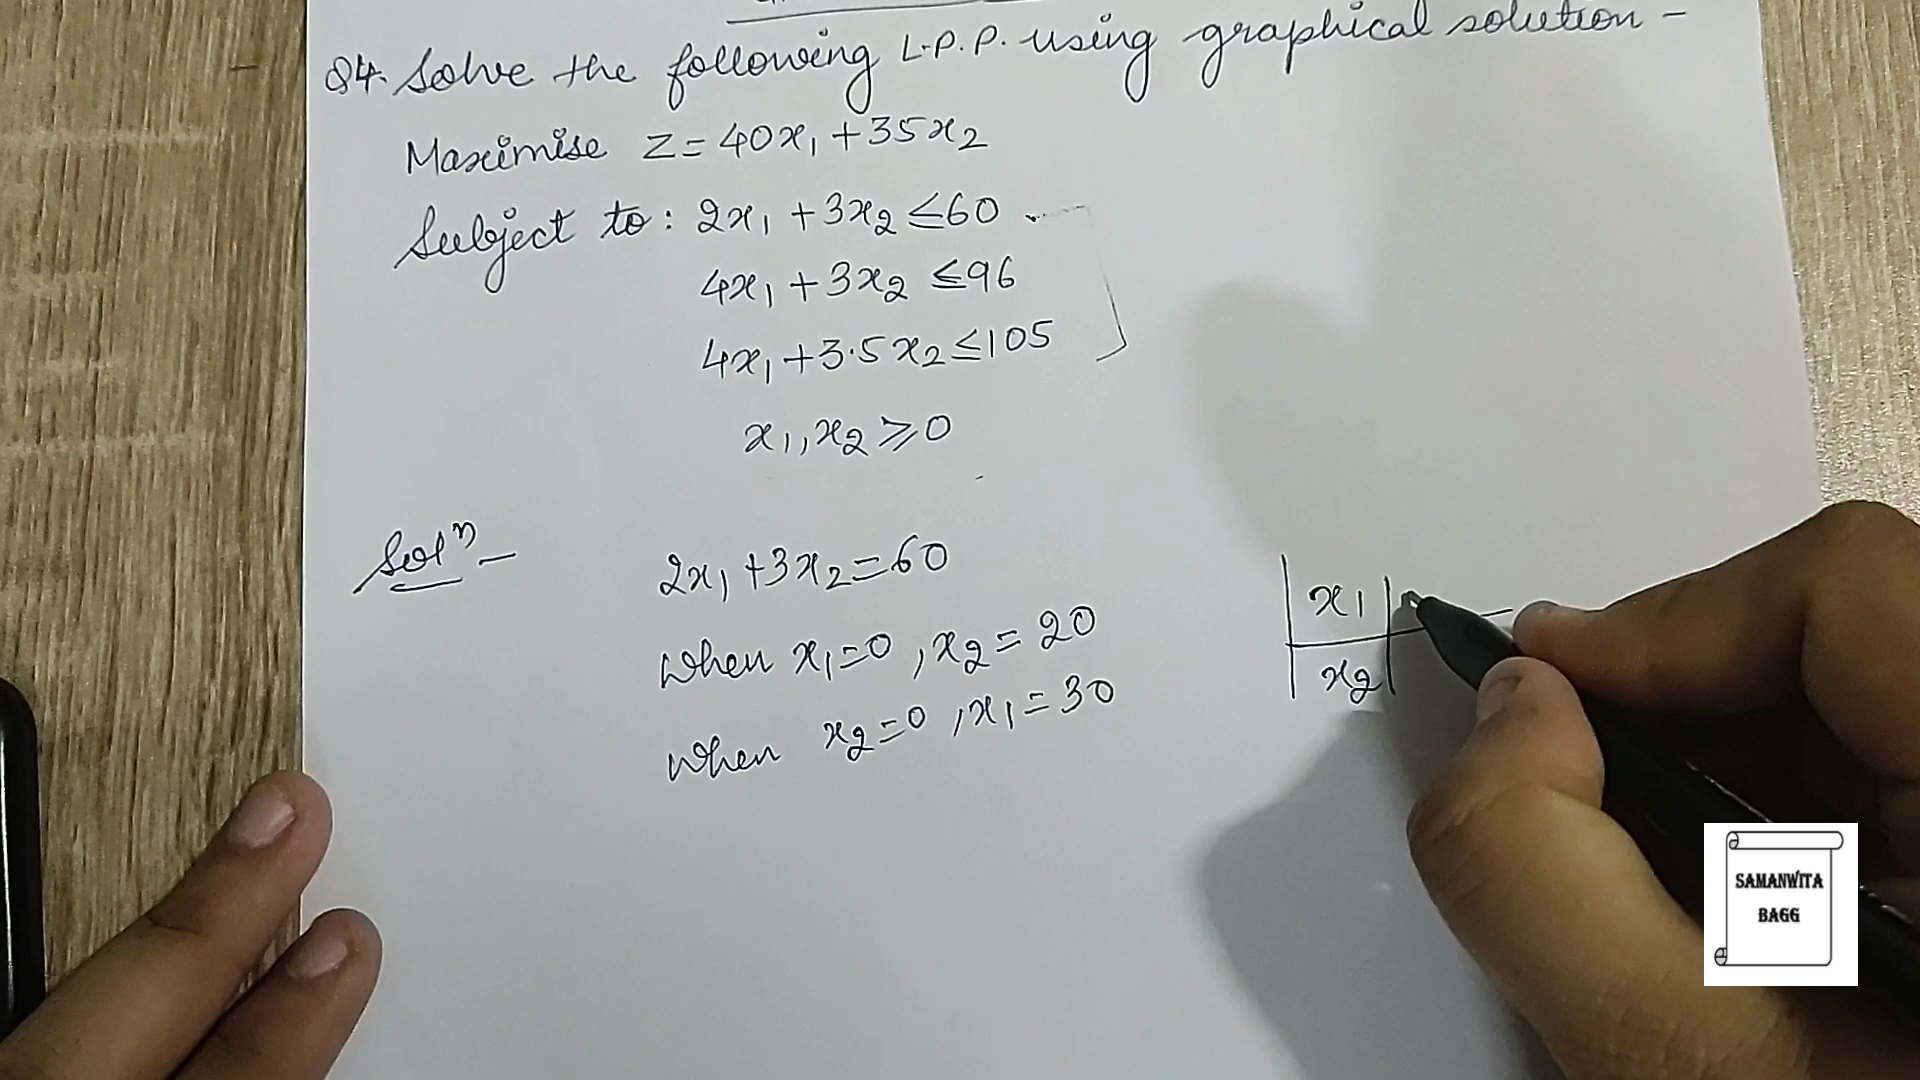 Q4. Solve the following L.P.P. using graphical solution -
Maximise Z = 40x₁ + 35x₂
Subject to: 2x₁ + 3x₂ ≤ 60
4x₁ + 3x₂ ≤ 96
4x₁ + 3.5x₂ ≤ 105
x₁, x₂ ≥ 0
Solⁿ -
2x₁ + 3x₂ = 60
When x₁ = 0, x₂ = 20
When x₂ = 0, x₁ = 30
x₁
x₂
SAMANWITA
BAGG